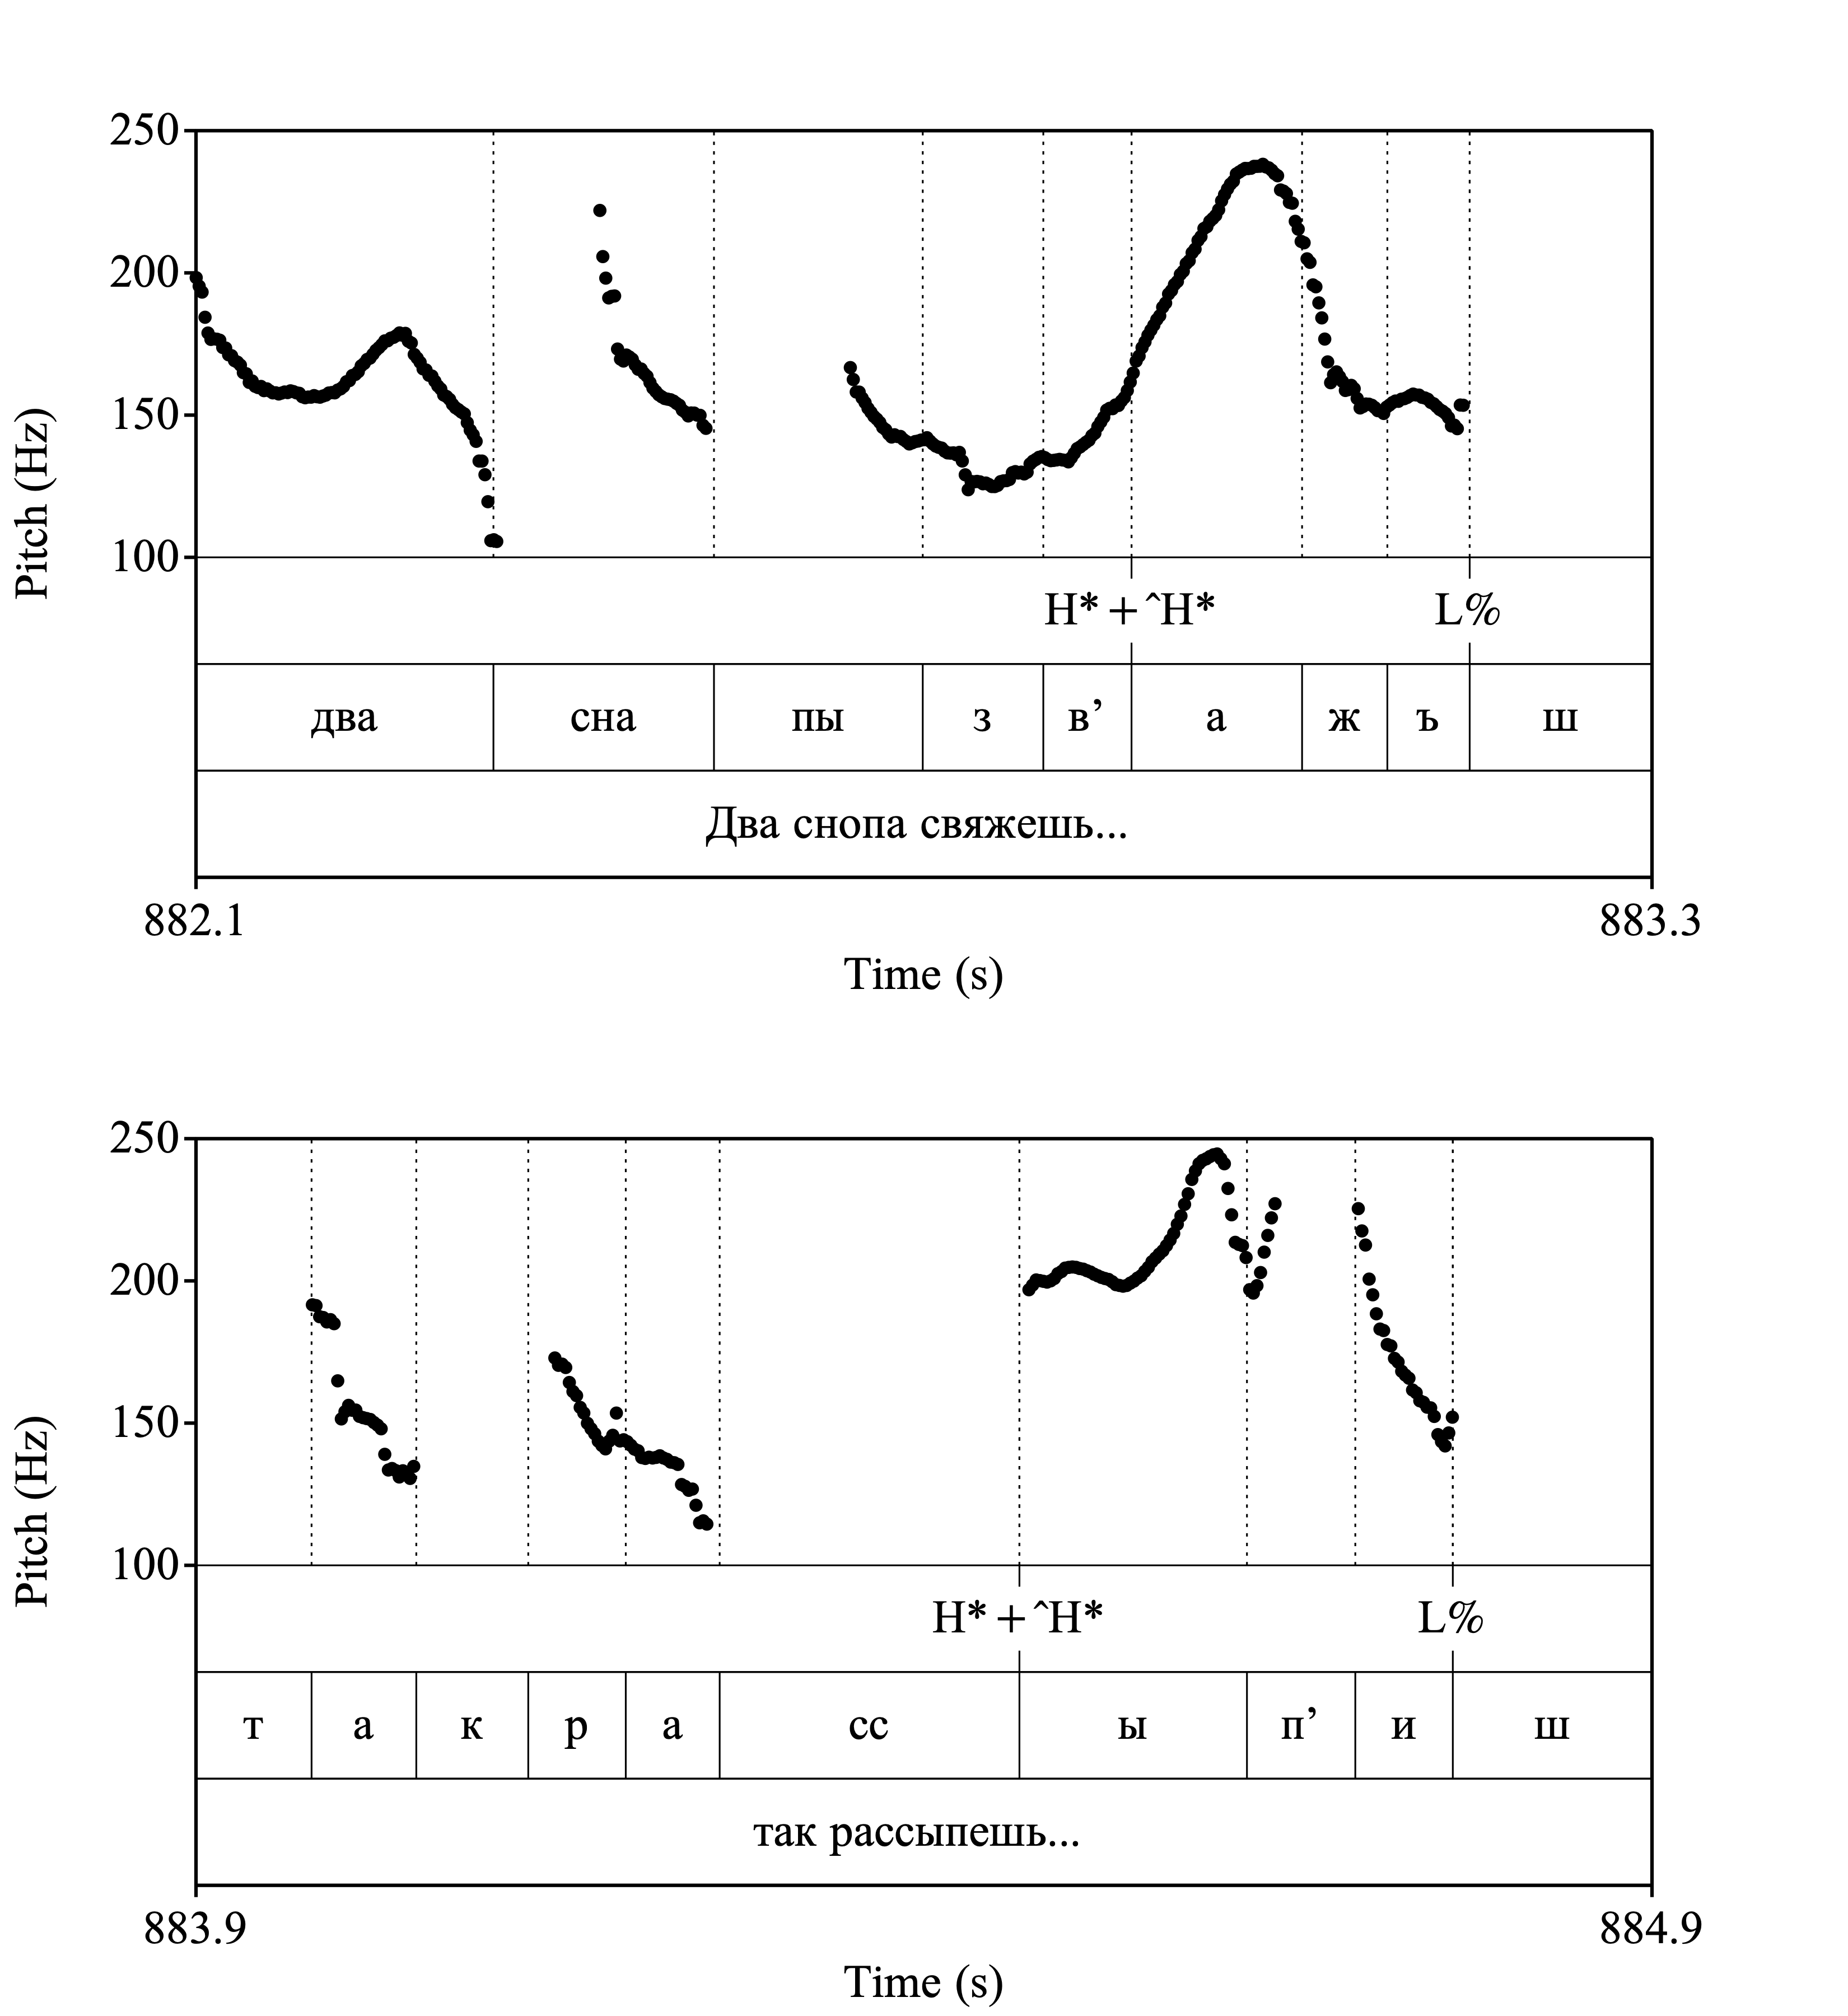 250
200
150
100
Pitch (Hz)
H* + ^H* L%
два сна пы з в’ а ж ъ ш
Два снопа свяжешь...
882.1 883.3
Time (s)
250
200
150
100
Pitch (Hz)
H* + ^H* L%
т а к р а сс ы п’ и ш
так рассыпешь...
883.9 884.9
Time (s)